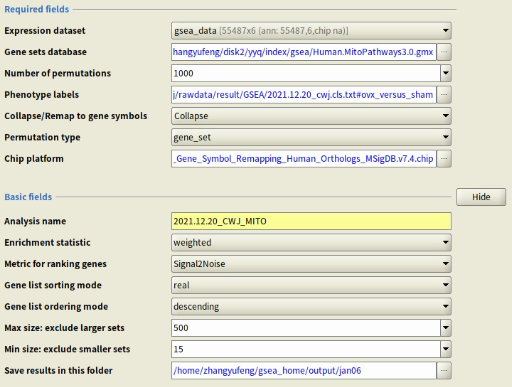 Required fields
Expression dataset gsea_data [55487x6 (ann: 55487,6,chip na)]
Gene sets database hangyufeng/disk2/yyq/index/gsea/Human.MitoPathways3.0.gmx ...
Number of permutations 1000
Phenotype labels j/rawdata/result/GSEA/2021.12.20_cwj.cls.txt#ovx_versus_sham ...
Collapse/Remap to gene symbols Collapse
Permutation type gene_set
Chip platform _Gene_Symbol_Remapping_Human_Orthologs_MSigDB.v7.4.chip ...
Basic fields Hide
Analysis name 2021.12.20_CWJ_MITO
Enrichment statistic weighted
Metric for ranking genes Signal2Noise
Gene list sorting mode real
Gene list ordering mode descending
Max size: exclude larger sets 500
Min size: exclude smaller sets 15
Save results in this folder /home/zhangyufeng/gsea_home/output/jan06 ...